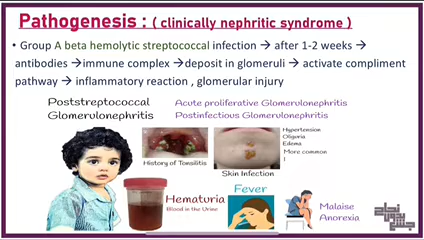 Pathogenesis : ( clinically nephritic syndrome )
• Group A beta hemolytic streptococcal infection → after 1-2 weeks →
antibodies →immune complex →deposit in glomeruli → activate compliment
pathway → inflammatory reaction , glomerular injury
Poststreptococcal
Glomerulonephritis
Acute proliferative Glomerulonephritis
Postinfectious Glomerulonephritis
History of Tonsilitis
Skin Infection
Hypertension
Oliguria
Edema
More common
I
Hematuria
Blood in the Urine
Fever
Malaise
Anorexia